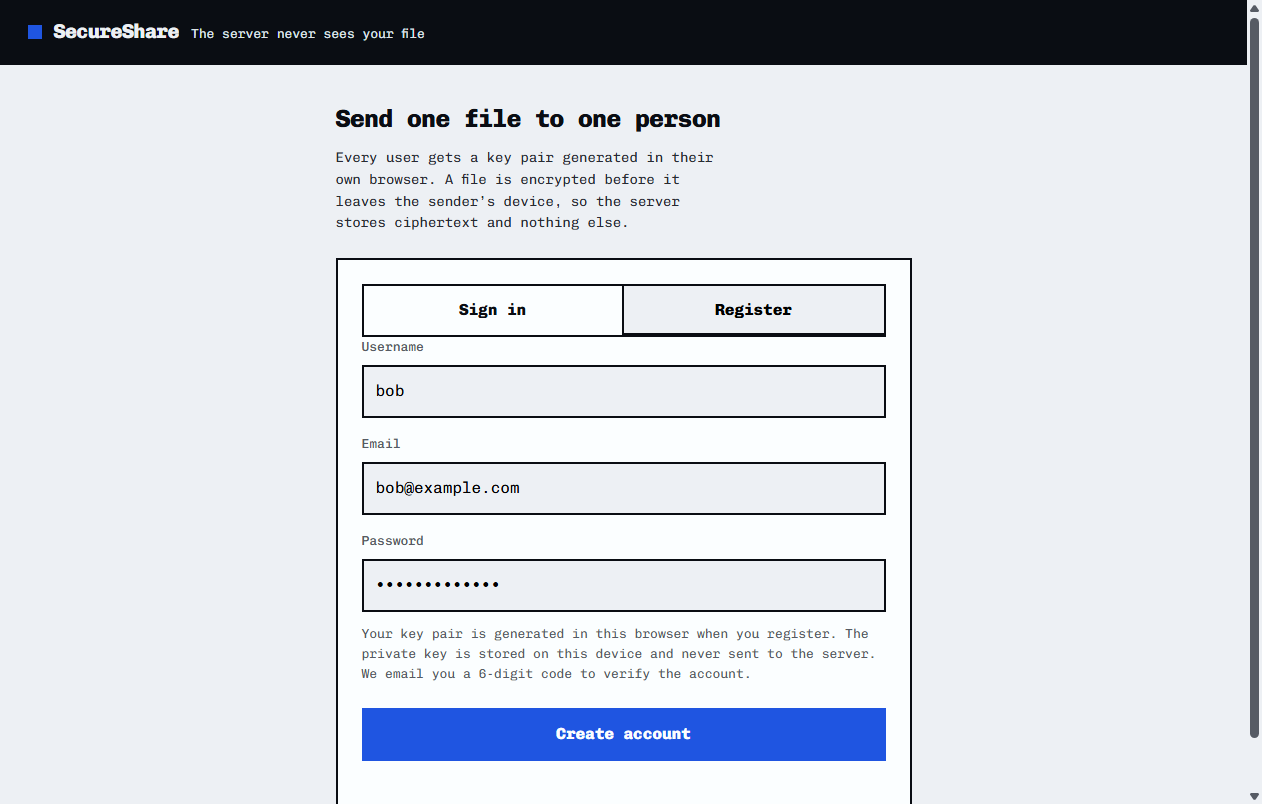 SecureShare The server never sees your file
Send one file to one person
Every user gets a key pair generated in their
own browser. A file is encrypted before it
leaves the sender's device, so the server
stores ciphertext and nothing else.
Sign in Register
Username
bob
Email
bob@example.com
Password
•••••••••••••
Your key pair is generated in this browser when you register. The
private key is stored on this device and never sent to the server.
We email you a 6-digit code to verify the account.
Create account